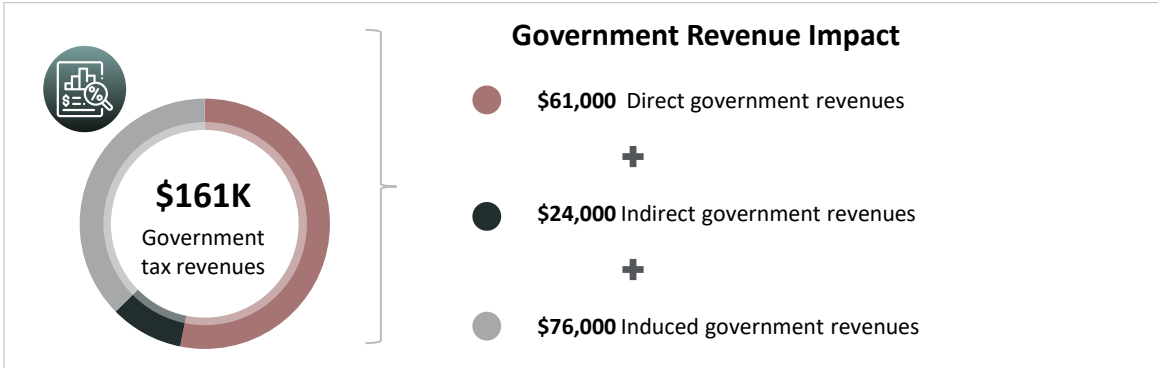 Government Revenue Impact
$161K
Government
tax revenues
$61,000 Direct government revenues
+
$24,000 Indirect government revenues
+
$76,000 Induced government revenues